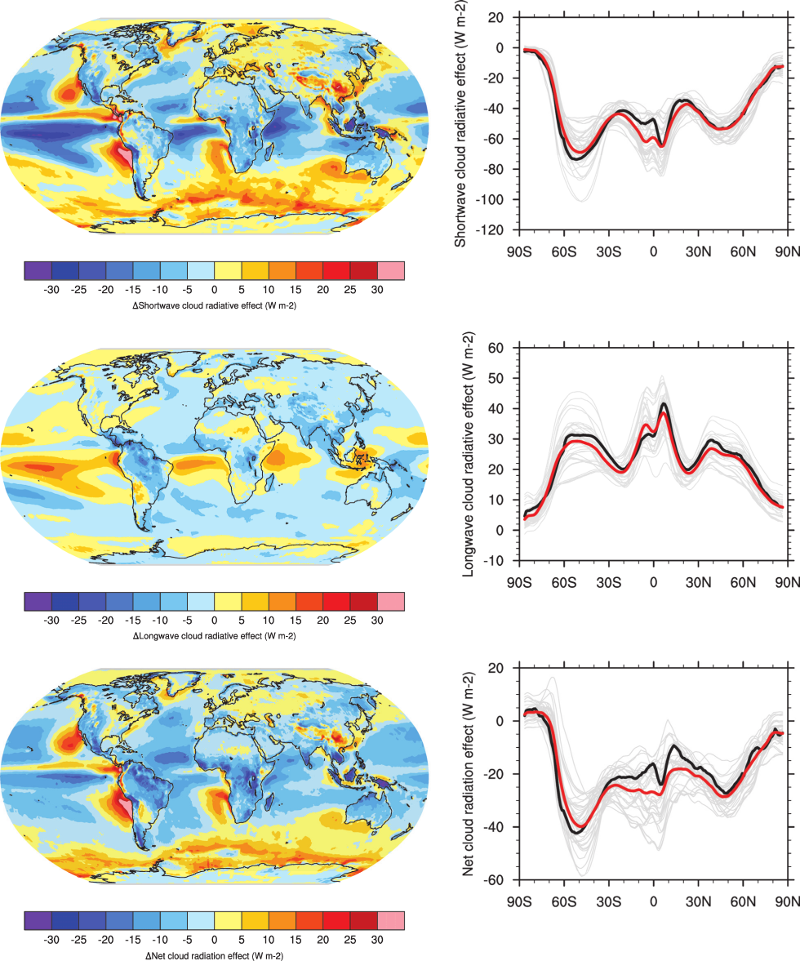 20
0
-20
-40
-60
-80
-100
-120
Shortwave cloud radiative effect (W m-2)
90S 60S 30S 0 30N 60N 90N
-30 -25 -20 -15 -10 -5 0 5 10 15 20 25 30
ΔShortwave cloud radiative effect (W m-2)
60
50
40
30
20
10
0
-10
Longwave cloud radiative effect (W m-2)
90S 60S 30S 0 30N 60N 90N
-30 -25 -20 -15 -10 -5 0 5 10 15 20 25 30
ΔLongwave cloud radiative effect (W m-2)
20
0
-20
-40
-60
Net cloud radiation effect (W m-2)
90S 60S 30S 0 30N 60N 90N
-30 -25 -20 -15 -10 -5 0 5 10 15 20 25 30
ΔNet cloud radiation effect (W m-2)